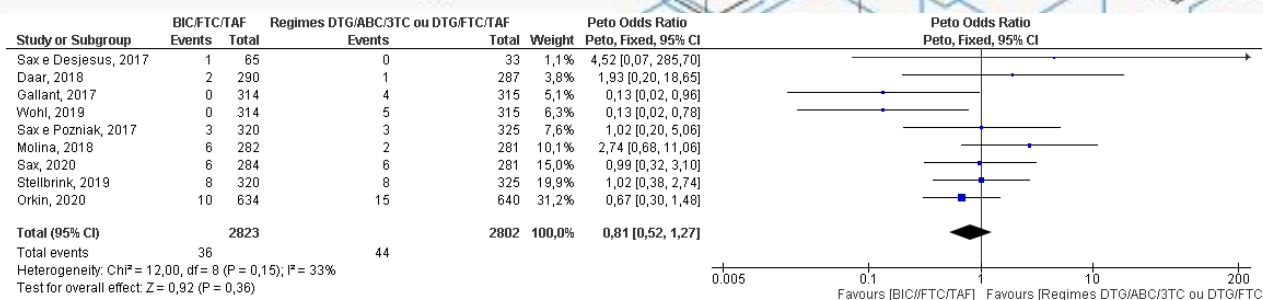 BIC/FTC/TAF Regimes DTG/ABC/3TC ou DTG/FTC/TAF Peto Odds Ratio Peto Odds Ratio
Study or Subgroup Events Total Events Total Weight Peto, Fixed, 95% CI Peto, Fixed, 95% CI
Sax e Desjesus, 2017 1 65 0 33 1,1% 4,52 [0,07, 285,70]
Daar, 2018 2 290 1 287 3,8% 1,93 [0,20, 18,65]
Gallant, 2017 0 314 4 315 5,1% 0,13 [0,02, 0,96]
Wohl, 2019 0 314 5 315 6,3% 0,13 [0,02, 0,78]
Sax e Pozniak, 2017 3 320 3 325 7,6% 1,02 [0,20, 5,06]
Molina, 2018 6 282 2 281 10,1% 2,74 [0,68, 11,06]
Sax, 2020 6 284 6 281 15,0% 0,99 [0,32, 3,10]
Stellbrink, 2019 8 320 8 325 19,9% 1,02 [0,38, 2,74]
Orkin, 2020 10 634 15 640 31,2% 0,67 [0,30, 1,48]
Total (95% CI) 2823 2802 100,0% 0,81 [0,52, 1,27]
Total events 36 44
Heterogeneity: Chi² = 12,00, df = 8 (P = 0,15); I² = 33%
Test for overall effect: Z = 0,92 (P = 0,36)
0.005 0.1 1 10 200
Favours [BIC//FTC/TAF] Favours [Regimes DTG/ABC/3TC ou DTG/FTC